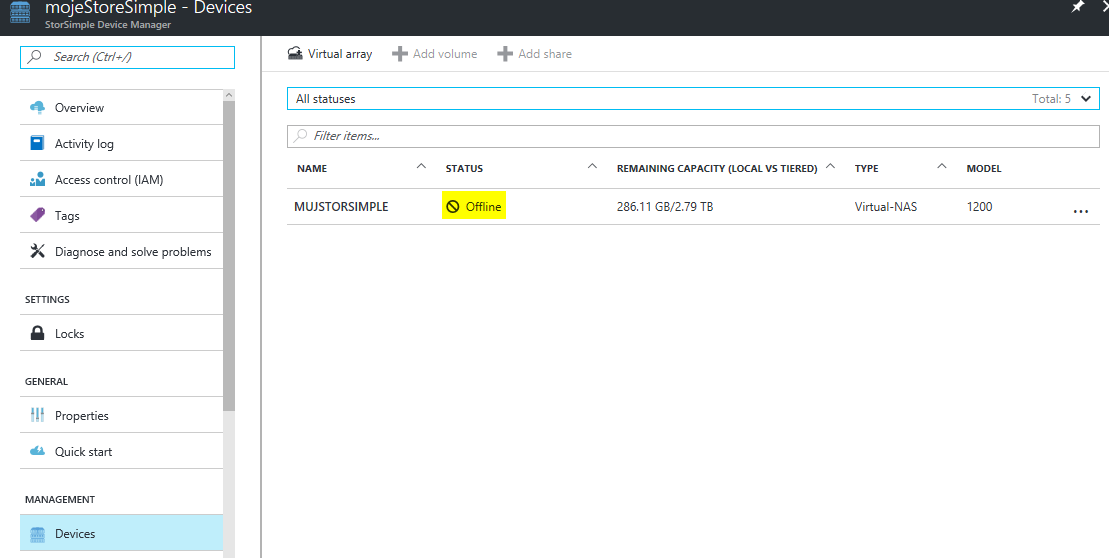 mojeStoreSimple - Devices
StorSimple Device Manager
Search (Ctrl+/)
Overview
Activity log
Access control (IAM)
Tags
Diagnose and solve problems
SETTINGS
Locks
GENERAL
Properties
Quick start
MANAGEMENT
Devices
Virtual array Add volume Add share
All statuses Total: 5
Filter items...
NAME STATUS REMAINING CAPACITY (LOCAL VS TIERED) TYPE MODEL
MUJSTORSIMPLE Offline 286.11 GB/2.79 TB Virtual-NAS 1200 ...